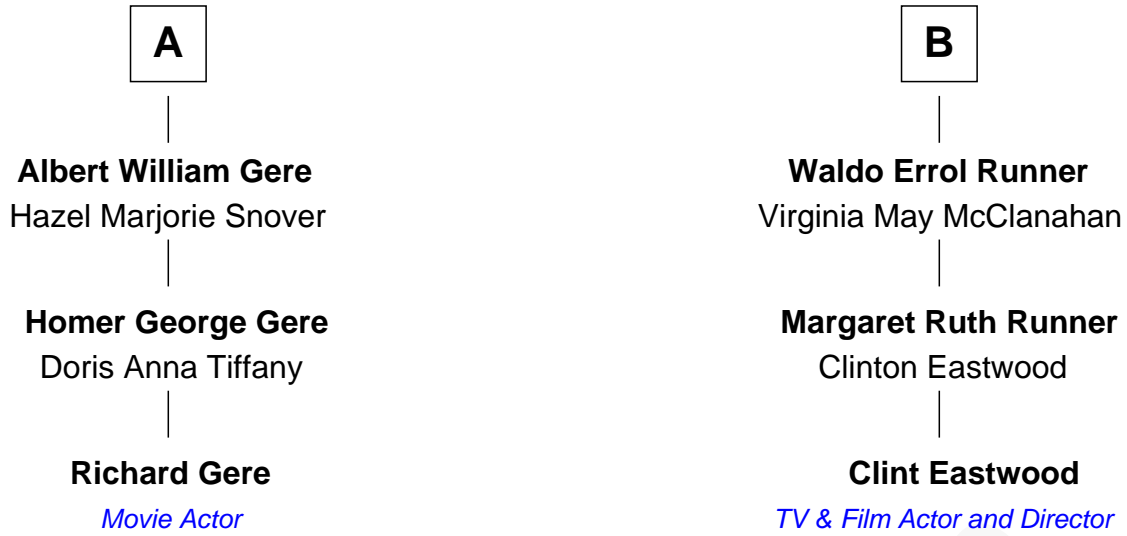 A
B
Albert William Gere
Hazel Marjorie Snover
Waldo Errol Runner
Virginia May McClanahan
Homer George Gere
Doris Anna Tiffany
Margaret Ruth Runner
Clinton Eastwood
Richard Gere
Movie Actor
Clint Eastwood
TV & Film Actor and Director